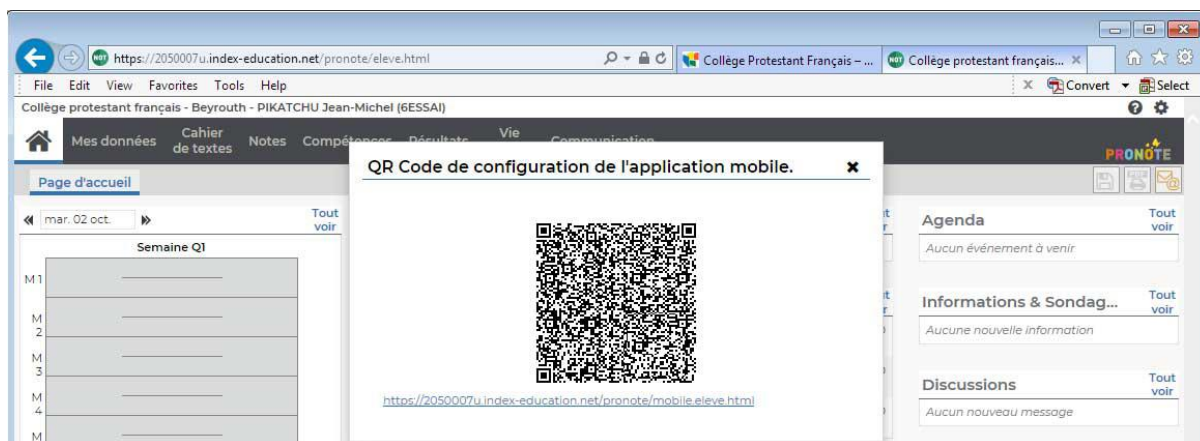 https://2050007u.index-education.net/pronote/eleve.html
Collège Protestant Français – ...
Collège protestant français...
File Edit View Favorites Tools Help
Convert
Select
Collège protestant français - Beyrouth - PIKATCHU Jean-Michel (6ESSAI)
Mes données
Cahier
de textes
Notes
Compétences
Résultats
Vie
Communication
PRONOTE
Page d'accueil
QR Code de configuration de l'application mobile.
https://2050007u.index-education.net/pronote/mobile.eleve.html
mar. 02 oct.
Tout
voir
Semaine Q1
M 1
M
2
M
3
M
4
M
Agenda
Tout
voir
Aucun événement à venir
Informations & Sondag...
Tout
voir
Aucune nouvelle information
Discussions
Tout
voir
Aucun nouveau message